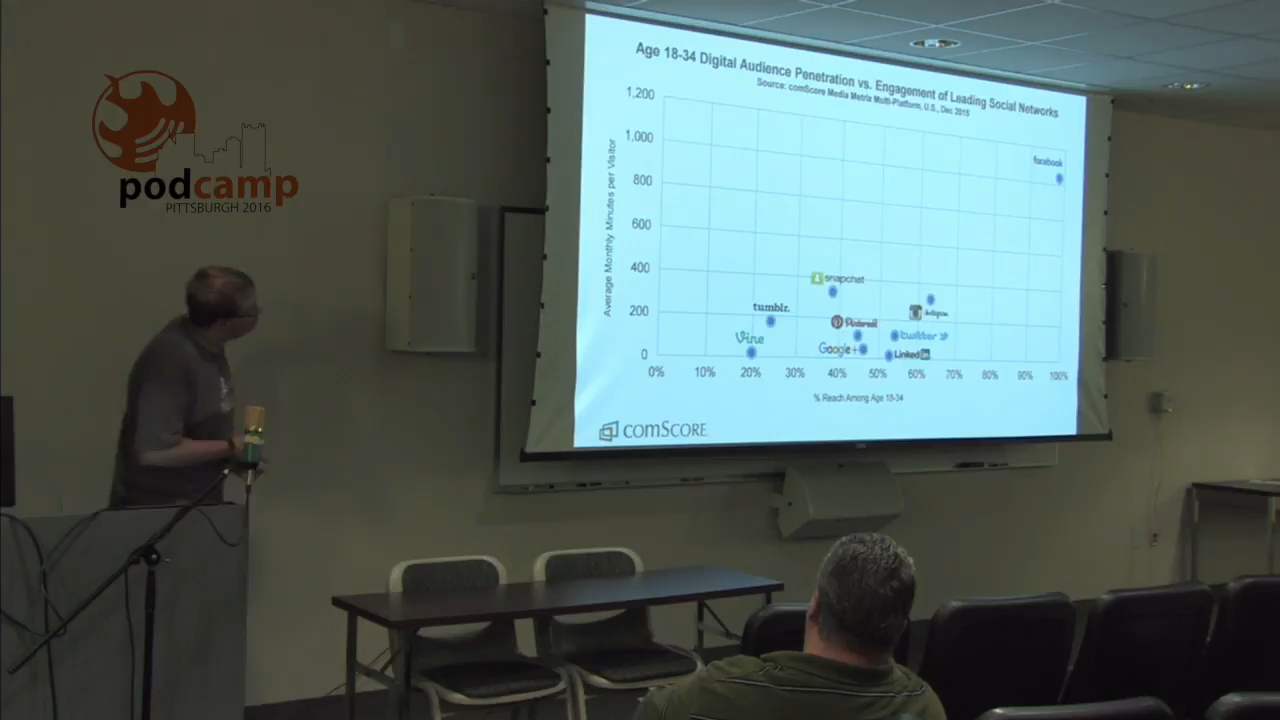 podcamp
PITTSBURGH 2016
Age 18-34 Digital Audience Penetration vs. Engagement of Leading Social Networks
Source: comScore Media Metrix Multi-Platform, U.S., Dec 2015
Average Monthly Minutes per Visitor
1,200
1,000
800
600
400
200
0
facebook
snapchat
tumblr.
Instagram
Pinterest
twitter
Vine
Google+
Linked in
0% 10% 20% 30% 40% 50% 60% 70% 80% 90% 100%
% Reach Among Age 18-34
comSCORE